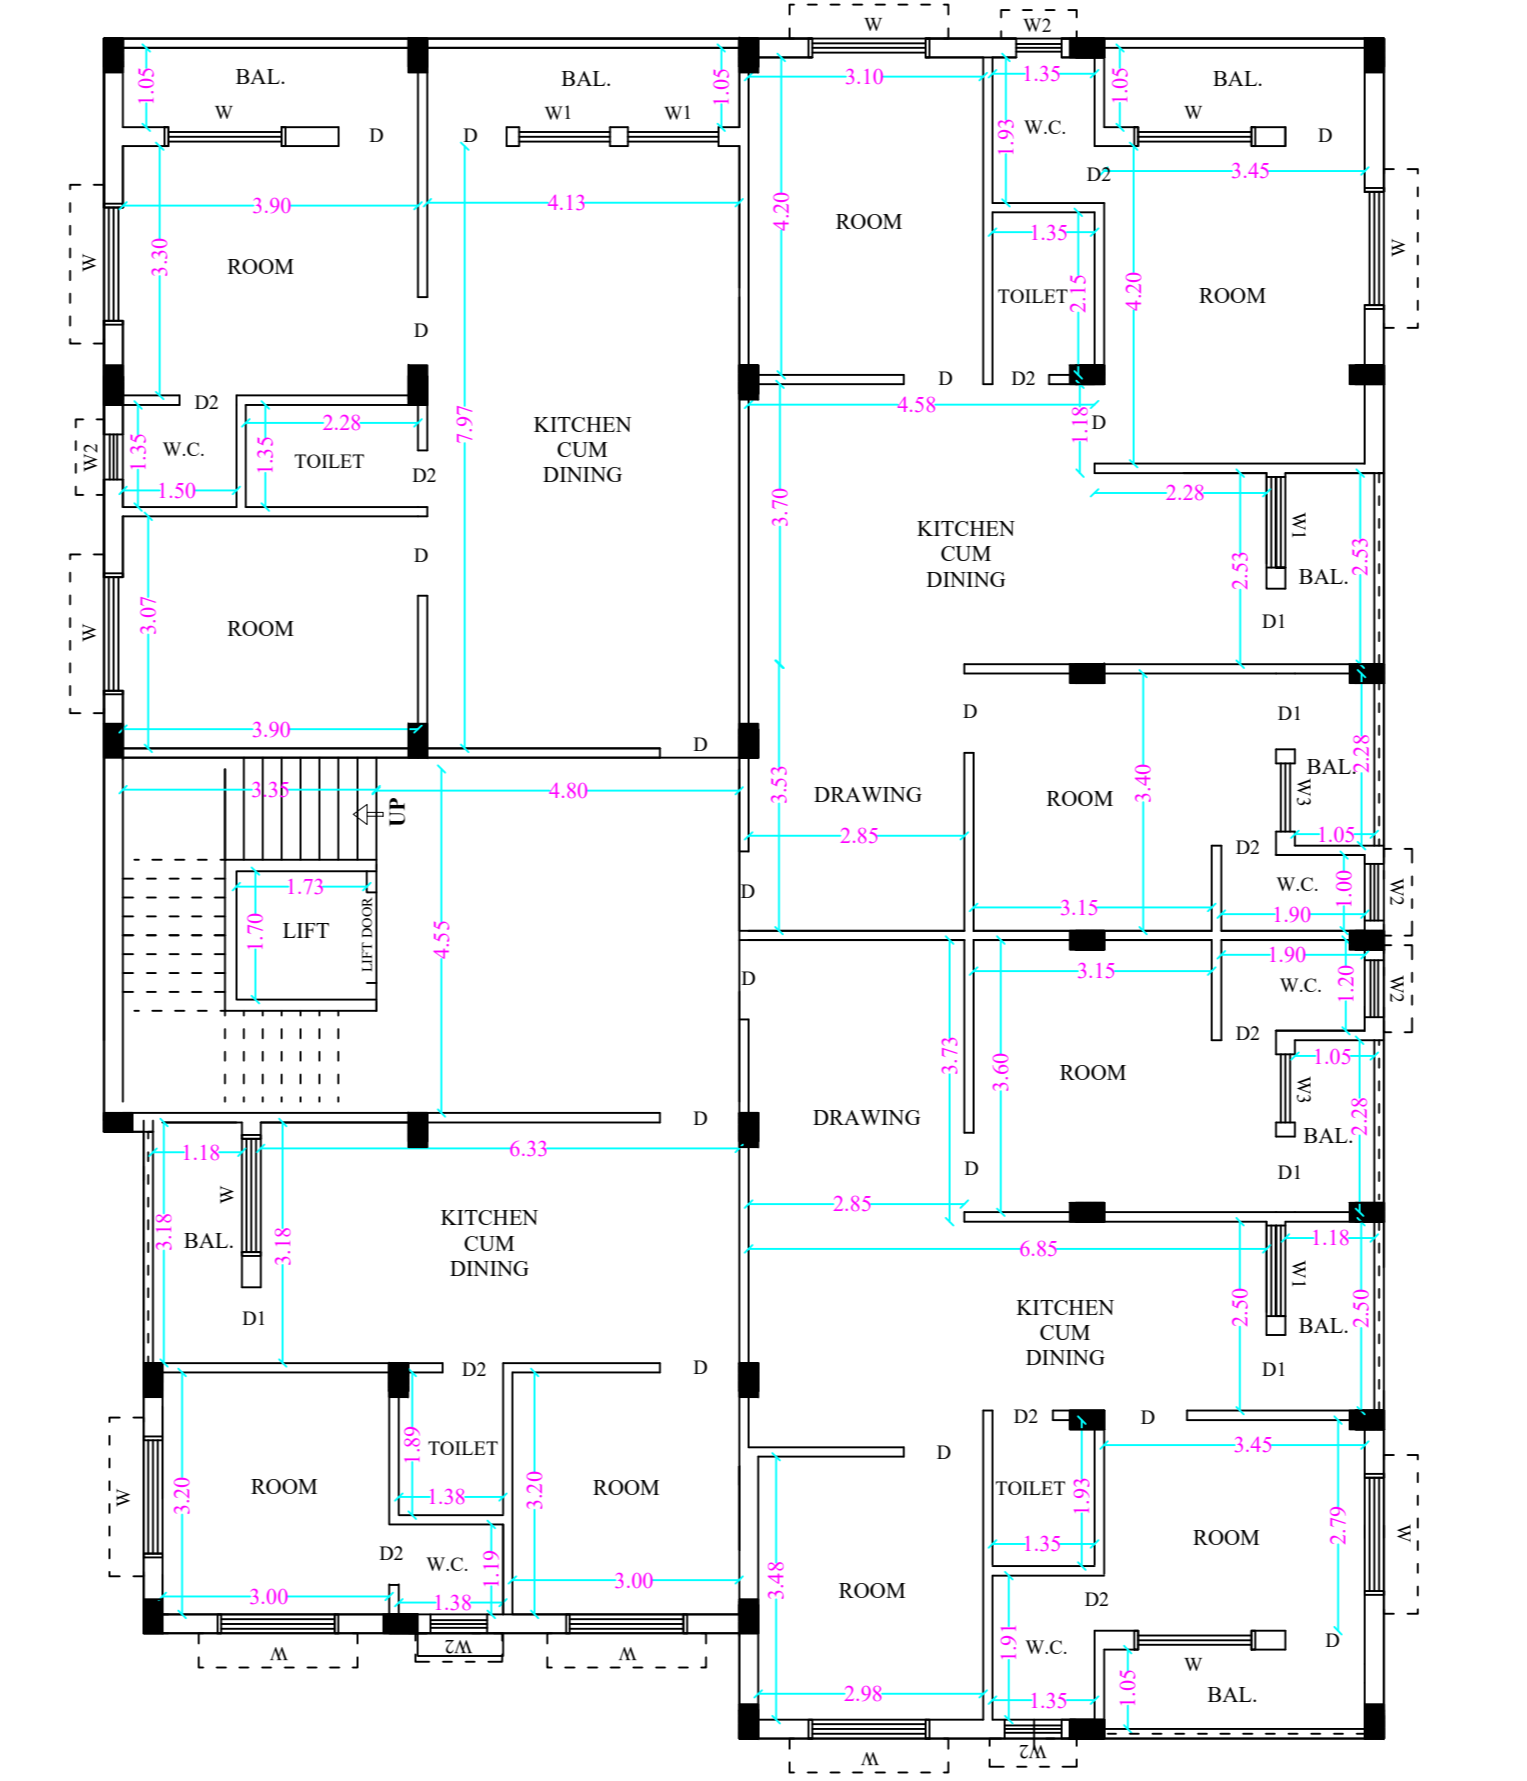 W
W2
3.10
1.35
BAL.
BAL.
BAL.
1.05
1.05
1.05
W
W1
W1
W
D
D
W.C.
D
1.93
D2
3.45
3.90
4.13
4.20
ROOM
W
3.30
ROOM
1.35
W
TOILET
2.15
4.20
ROOM
D
D
D2
D2
4.58
1.18
D
W2
1.35
W.C.
1.35
2.28
TOILET
7.97
KITCHEN
CUM
DINING
D2
1.50
2.28
3.70
KITCHEN
CUM
DINING
W1
D
2.53
BAL.
2.53
W
3.07
ROOM
D1
3.90
D
D
D1
3.35
4.80
UP
3.53
DRAWING
ROOM
3.40
W3
BAL.
2.28
2.85
1.05
D2
1.73
W.C.
1.00
W2
D
1.70
LIFT
LIFT DOOR
4.55
3.15
1.90
1.90
3.15
D
W.C.
1.20
W2
D2
3.73
3.60
ROOM
1.05
W3
DRAWING
D
2.28
BAL.
1.18
6.33
D
D1
W
2.85
3.18
BAL.
3.18
KITCHEN
CUM
DINING
6.85
1.18
W1
D1
KITCHEN
CUM
DINING
2.50
BAL.
2.50
D2
D
D1
D2
D
1.89
TOILET
D
3.45
W
3.20
ROOM
1.38
3.20
ROOM
TOILET
1.93
ROOM
2.79
W
D2
W.C.
1.19
1.35
3.48
ROOM
3.00
1.38
3.00
D2
W
W2
W
1.91
W.C.
D
W
2.98
1.35
1.05
BAL.
W
W2